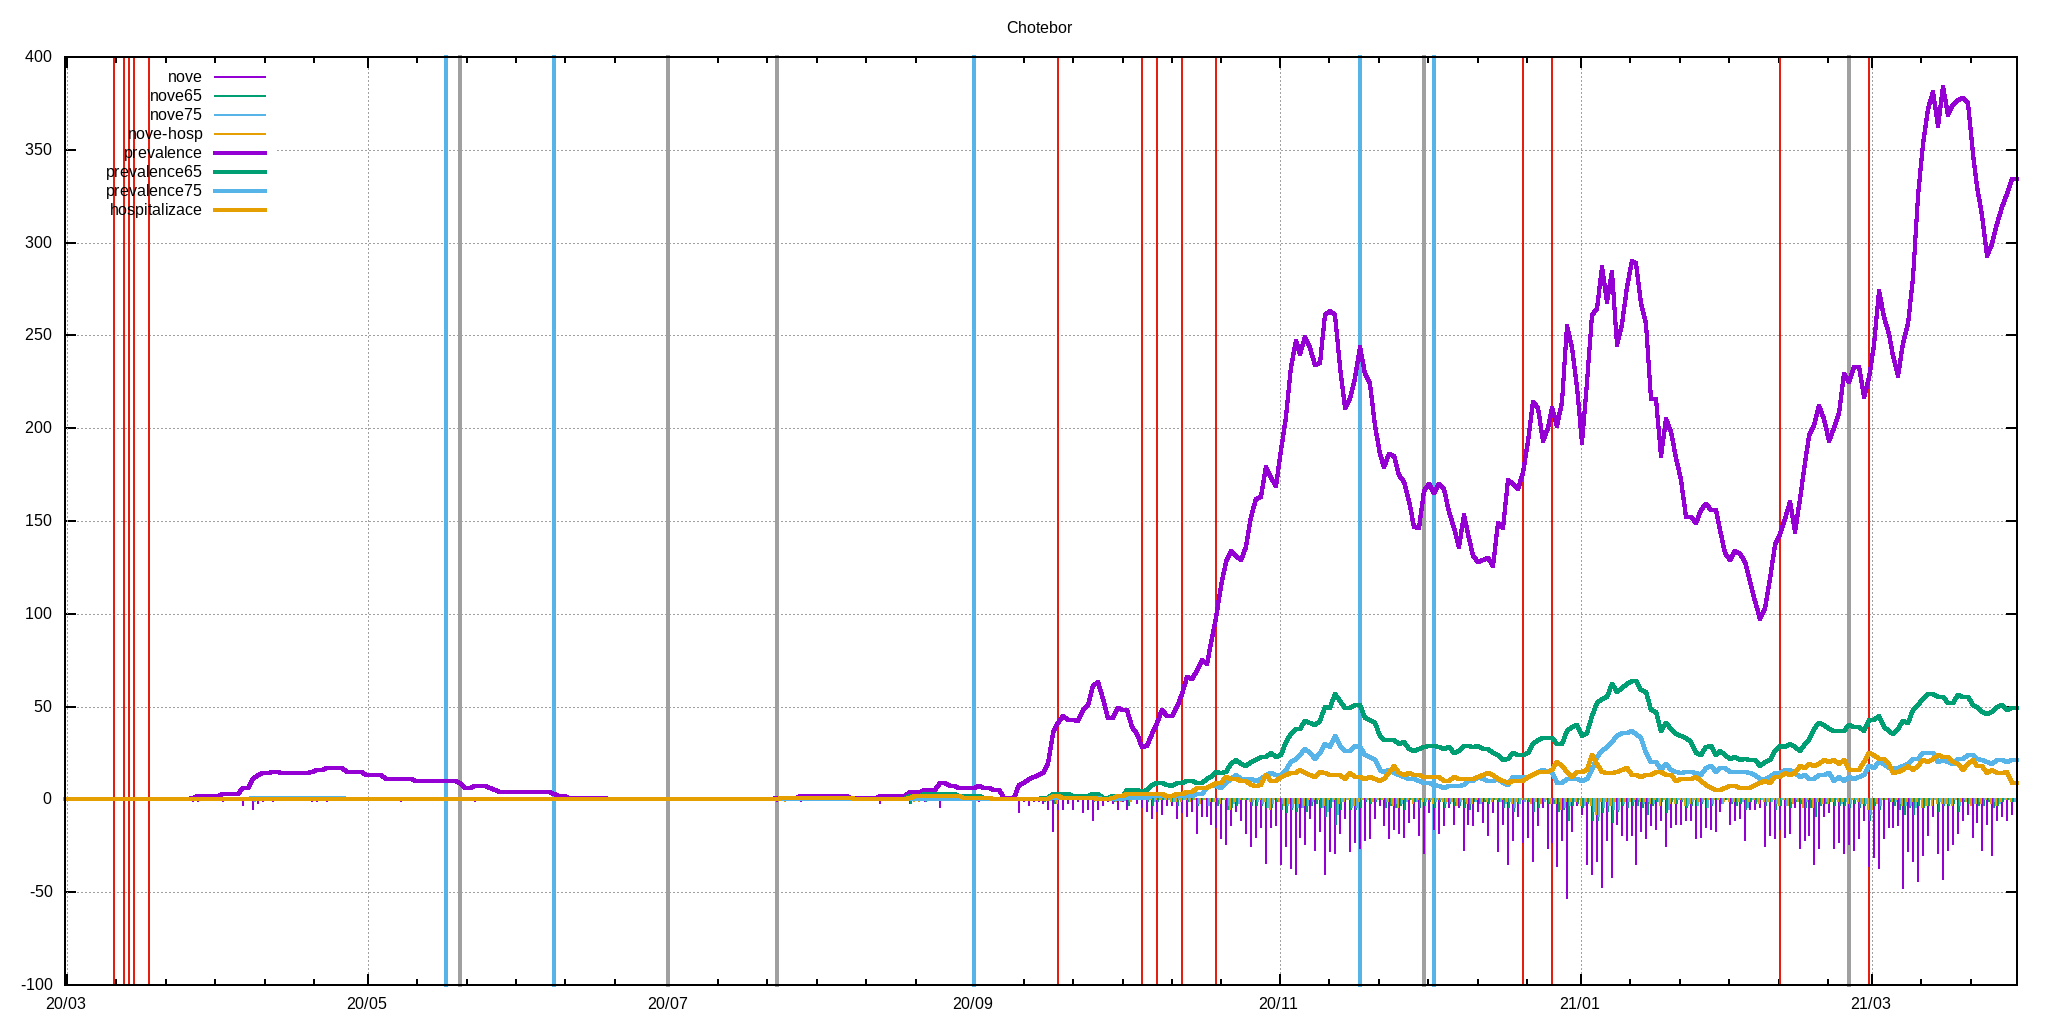 Chotebor
400
350
300
250
200
150
100
50
0
-50
-100
nove
nove65
nove75
nove-hosp
prevalence
prevalence65
prevalence75
hospitalizace
20/03 20/05 20/07 20/09 20/11 21/01 21/03